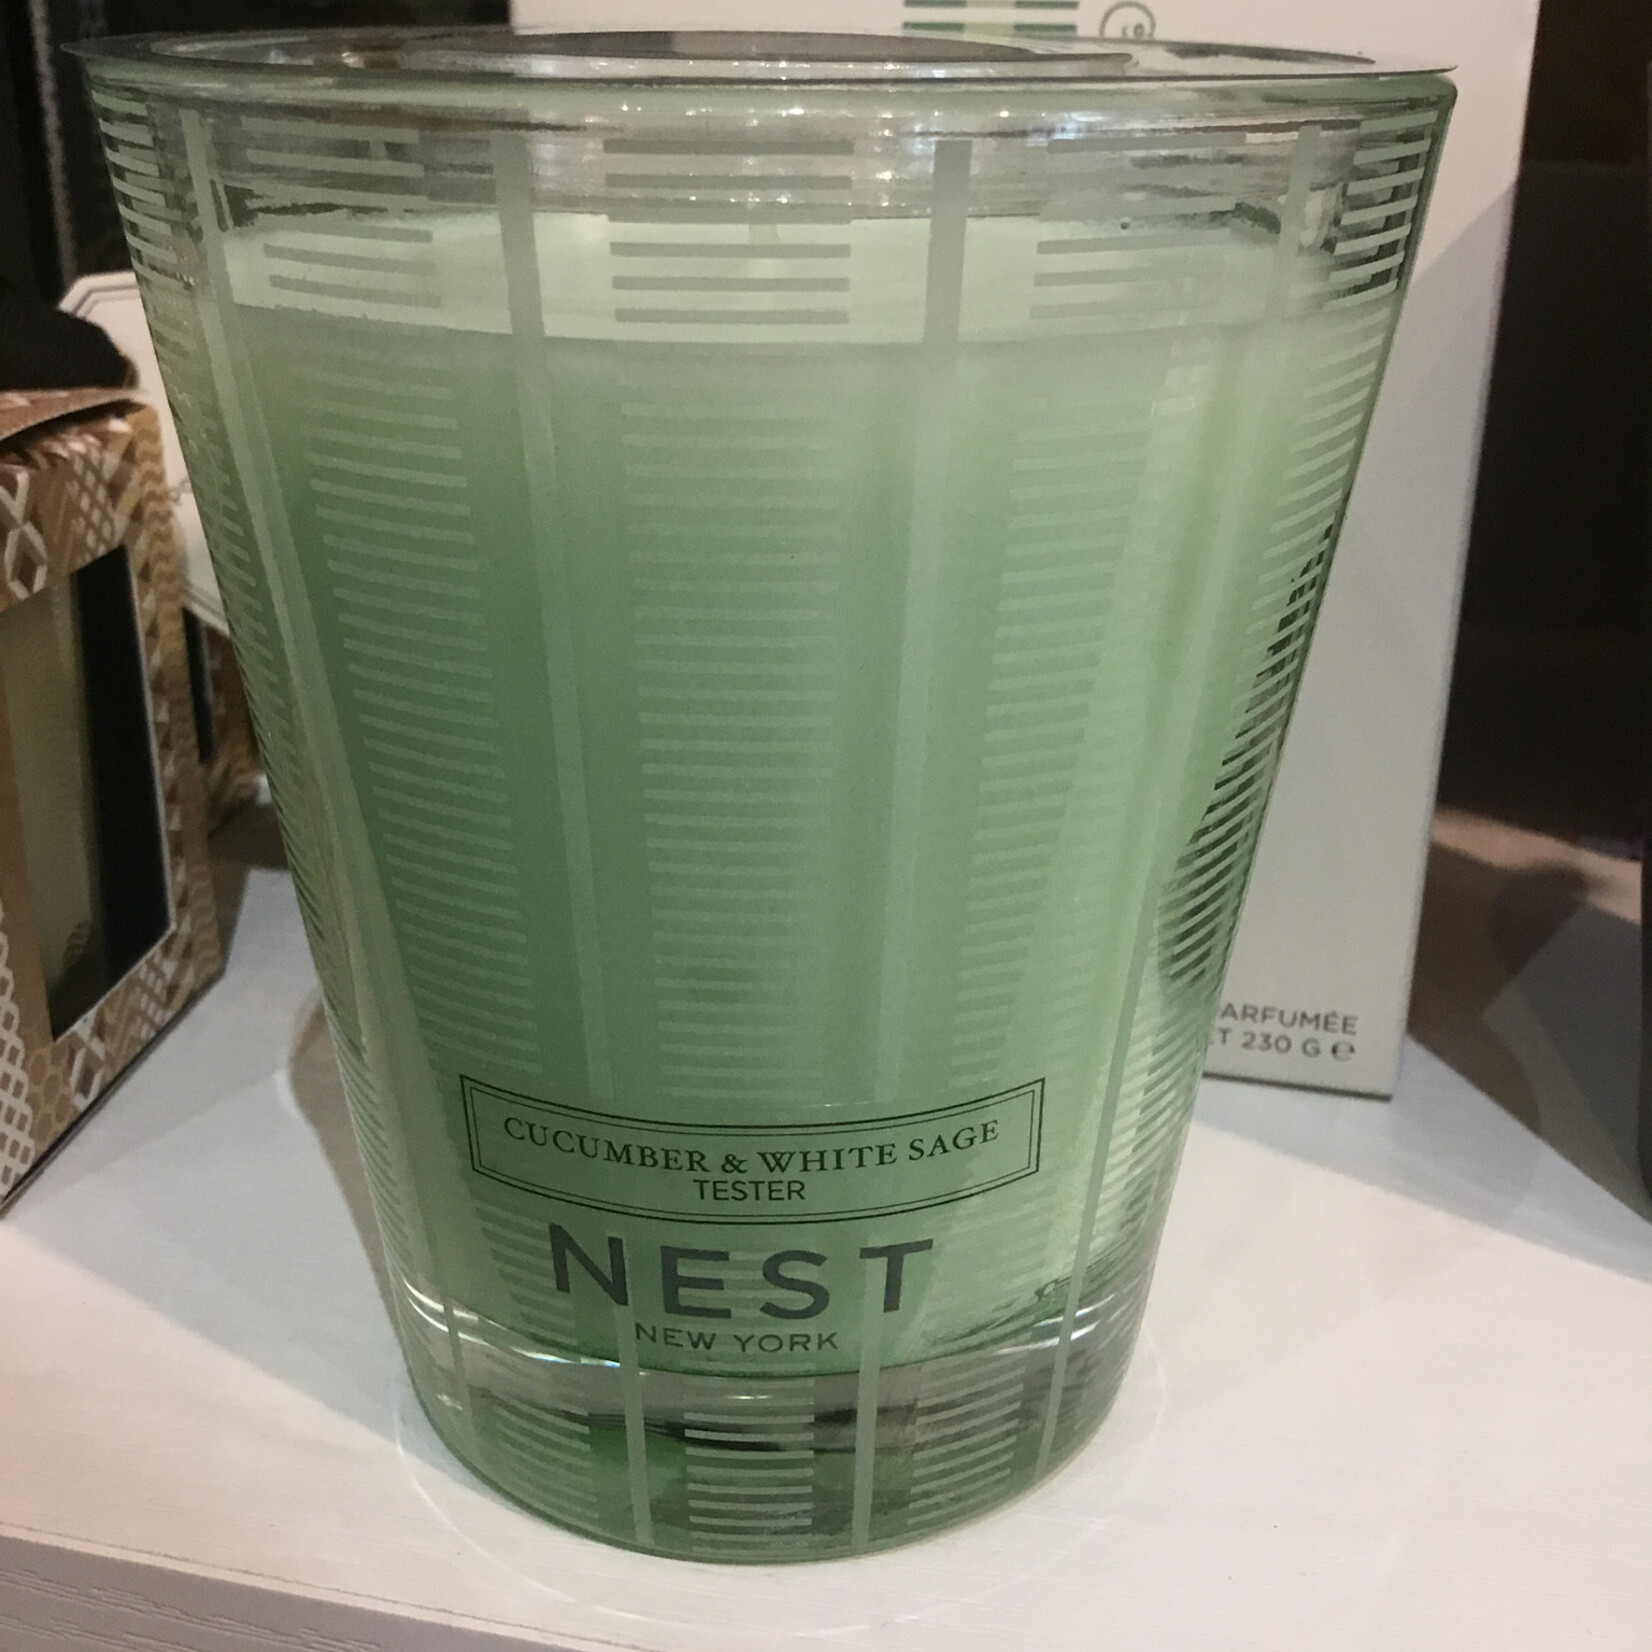 CUCUMBER & WHITE SAGE
TESTER
NEST
NEW YORK
ARFUMÉE
T 230 G ℮